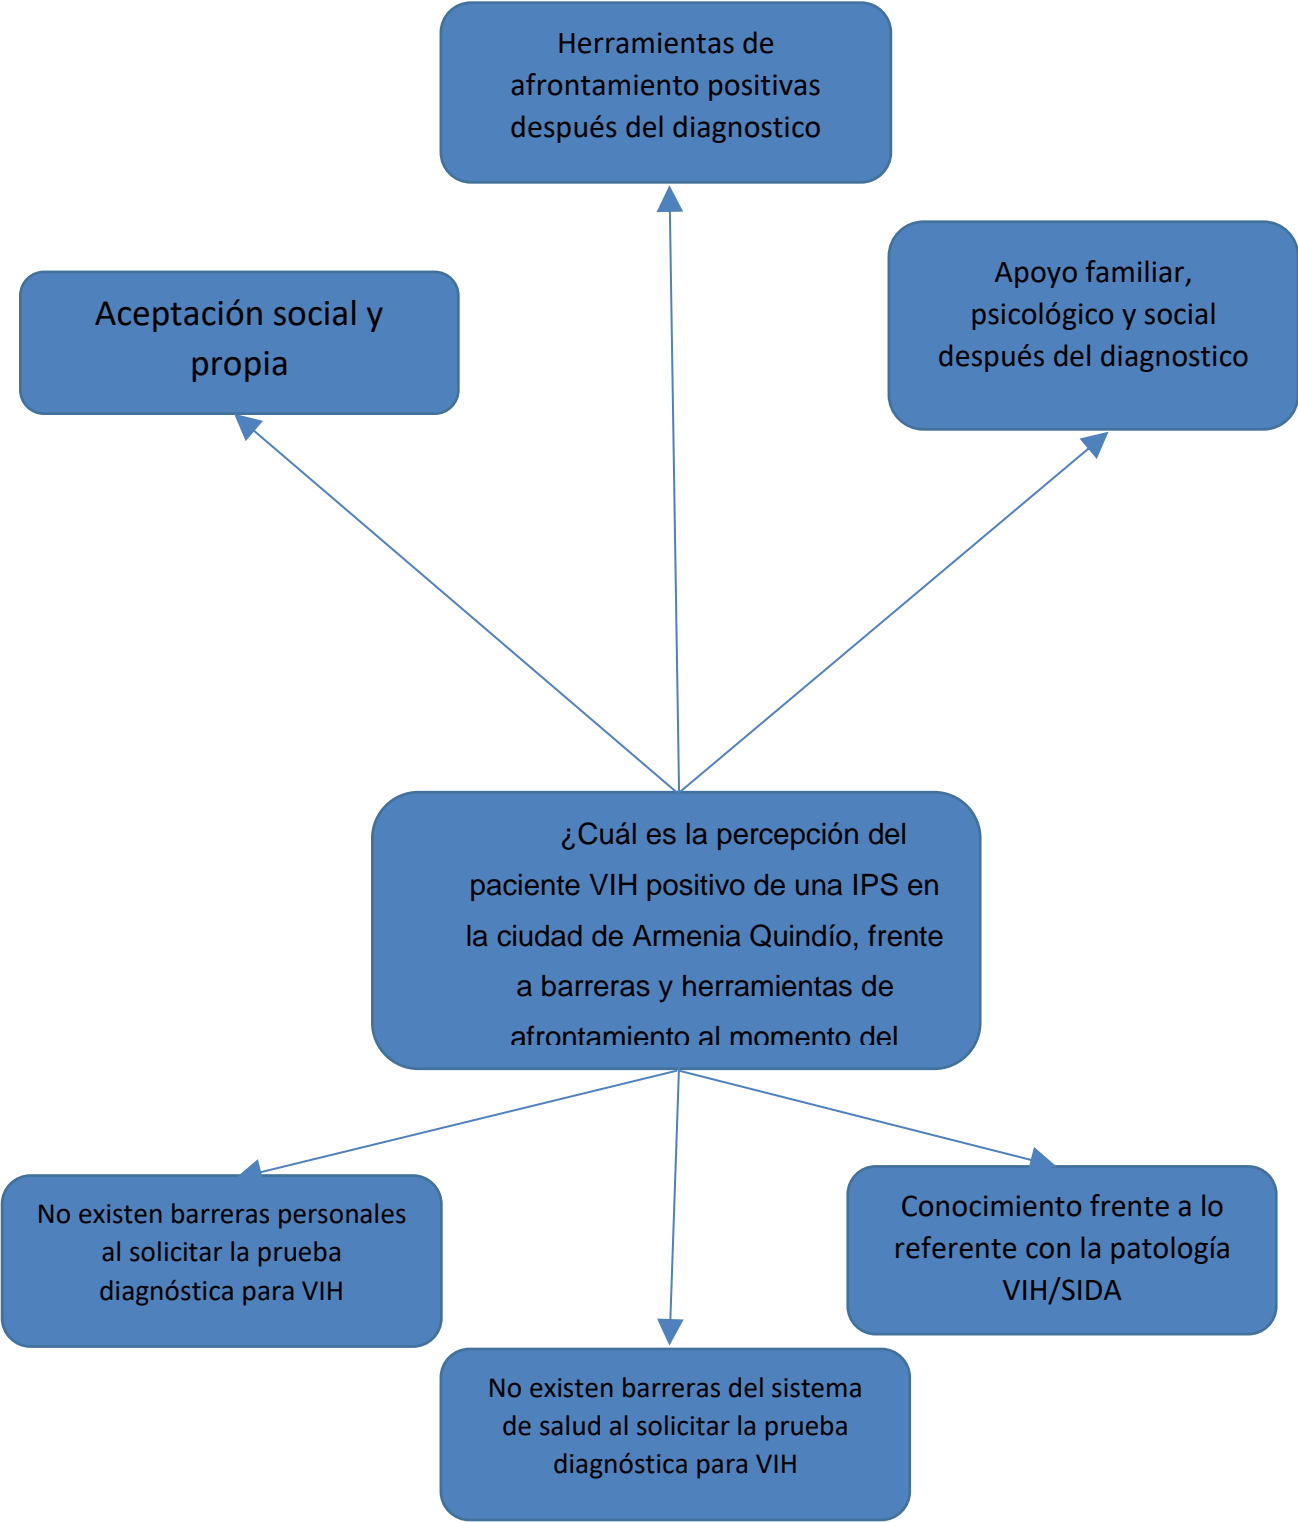 Herramientas de
afrontamiento positivas
después del diagnostico
Apoyo familiar,
psicológico y social
después del diagnostico
Aceptación social y
propia
¿Cuál es la percepción del
paciente VIH positivo de una IPS en
la ciudad de Armenia Quindío, frente
a barreras y herramientas de
afrontamiento al momento del
No existen barreras personales
al solicitar la prueba
diagnóstica para VIH
Conocimiento frente a lo
referente con la patología
VIH/SIDA
No existen barreras del sistema
de salud al solicitar la prueba
diagnóstica para VIH